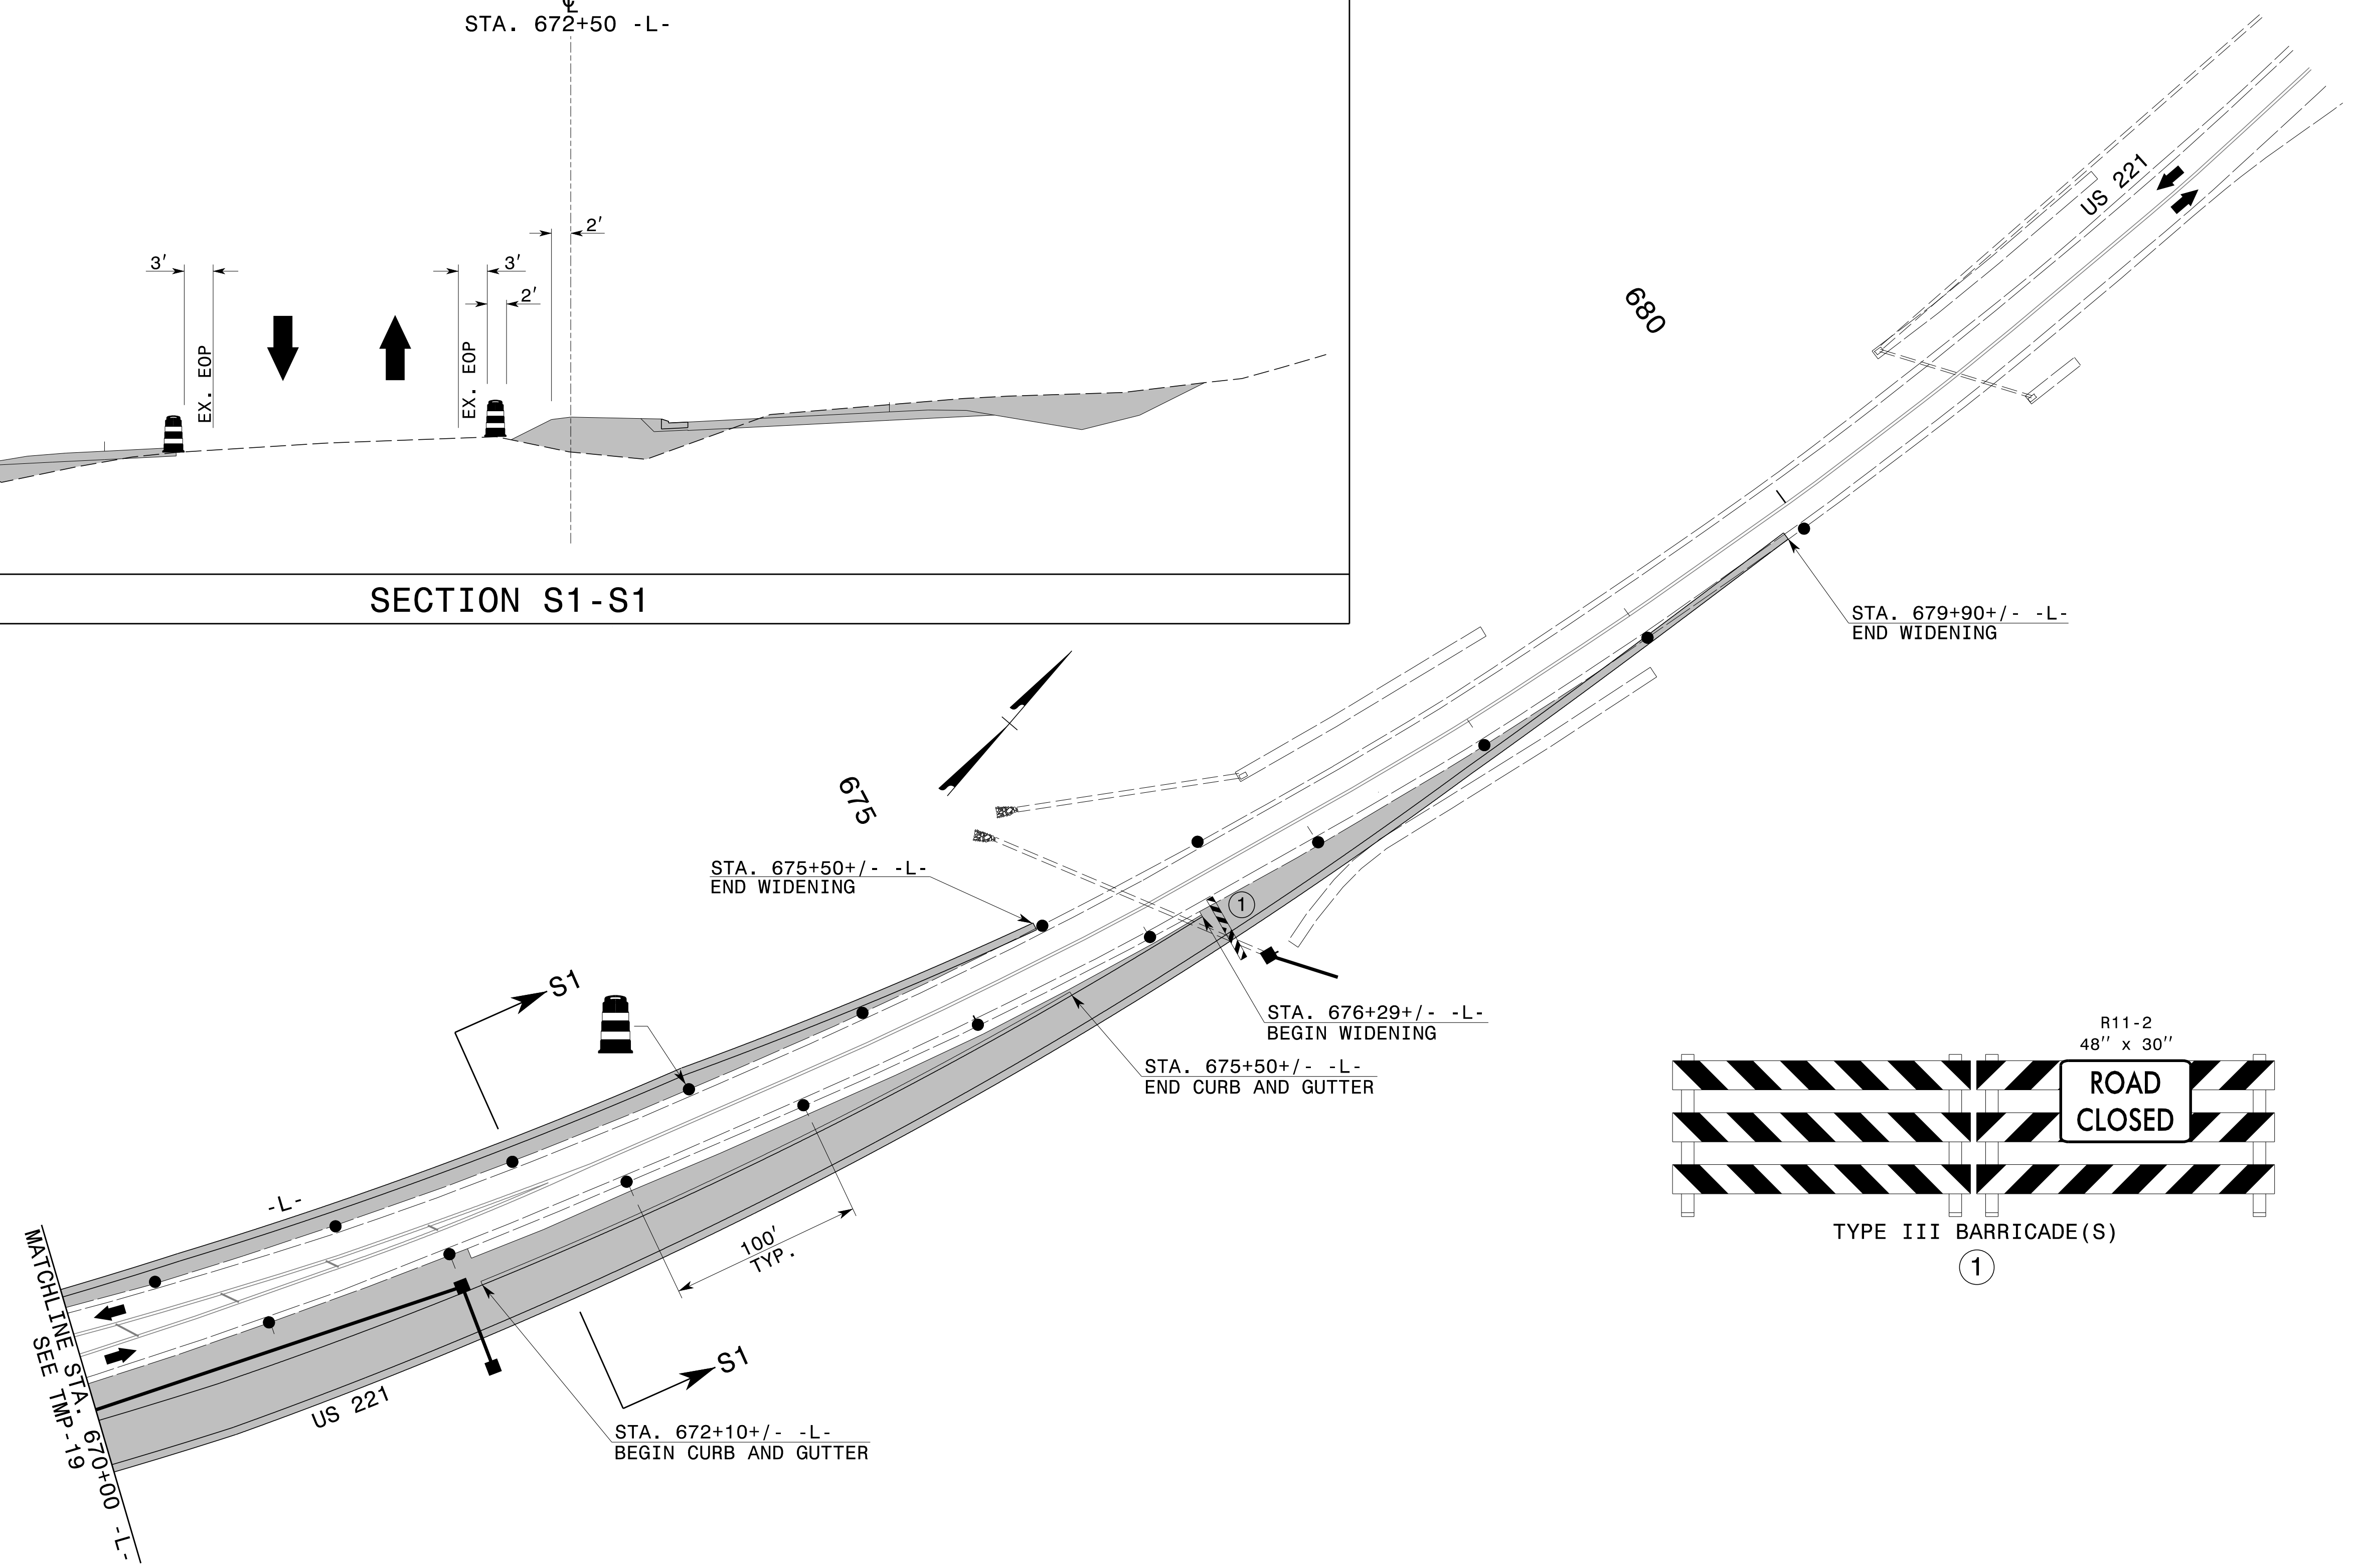 ℄
STA. 672+50 -L-
2'
3'
3'
2'
EX. EOP
EX. EOP
SECTION S1-S1
US 221
680
STA. 679+90+/- -L-
END WIDENING
675
STA. 675+50+/- -L-
END WIDENING
1
S1
STA. 676+29+/- -L-
BEGIN WIDENING
STA. 675+50+/- -L-
END CURB AND GUTTER
R11-2
48" x 30"
ROAD
CLOSED
TYPE III BARRICADE(S)
1
-L-
100'
TYP.
MATCHLINE STA. 670+00 -L-
SEE TMP-19
S1
US 221
STA. 672+10+/- -L-
BEGIN CURB AND GUTTER